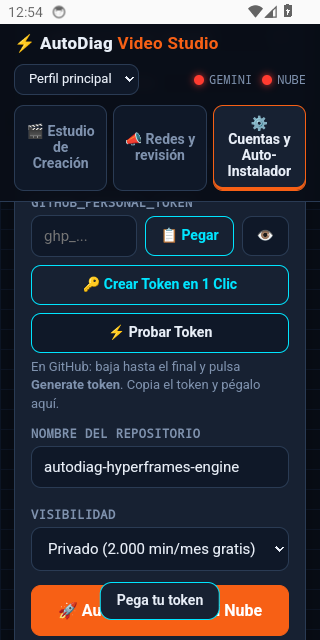 12:54
⚡ AutoDiag Video Studio
Perfil principal
GEMINI
NUBE
🎬 Estudio
de
Creación
📣 Redes y
revisión
⚙️
Cuentas y
Auto-
Instalador
GITHUB_PERSONAL_TOKEN
ghp_...
📋 Pegar
👁️
🔑 Crear Token en 1 Clic
⚡ Probar Token
En GitHub: baja hasta el final y pulsa
Generate token. Copia el token y pégalo
aquí.
NOMBRE DEL REPOSITORIO
autodiag-hyperframes-engine
VISIBILIDAD
Privado (2.000 min/mes gratis)
🚀 Au
Nube
Pega tu token